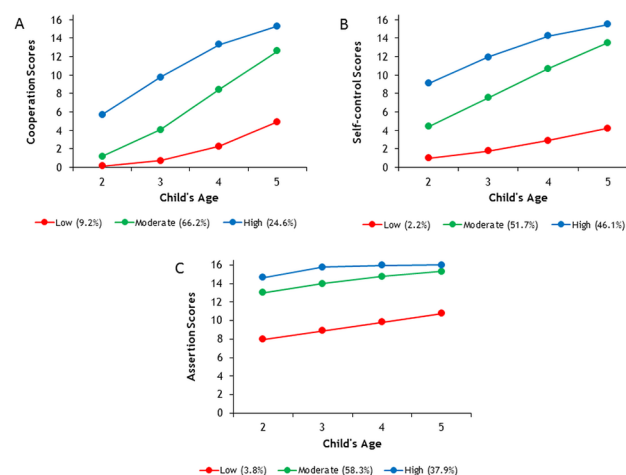 A
16
14
12
10
8
6
4
2
0
Cooperation Scores
2 3 4 5
Child's Age
Low (9.2%) Moderate (66.2%) High (24.6%)
B
16
14
12
10
8
6
4
2
0
Self-control Scores
2 3 4 5
Child's Age
Low (2.2%) Moderate (51.7%) High (46.1%)
C
16
14
12
10
8
6
4
2
0
Assertion Scores
2 3 4 5
Child's Age
Low (3.8%) Moderate (58.3%) High (37.9%)